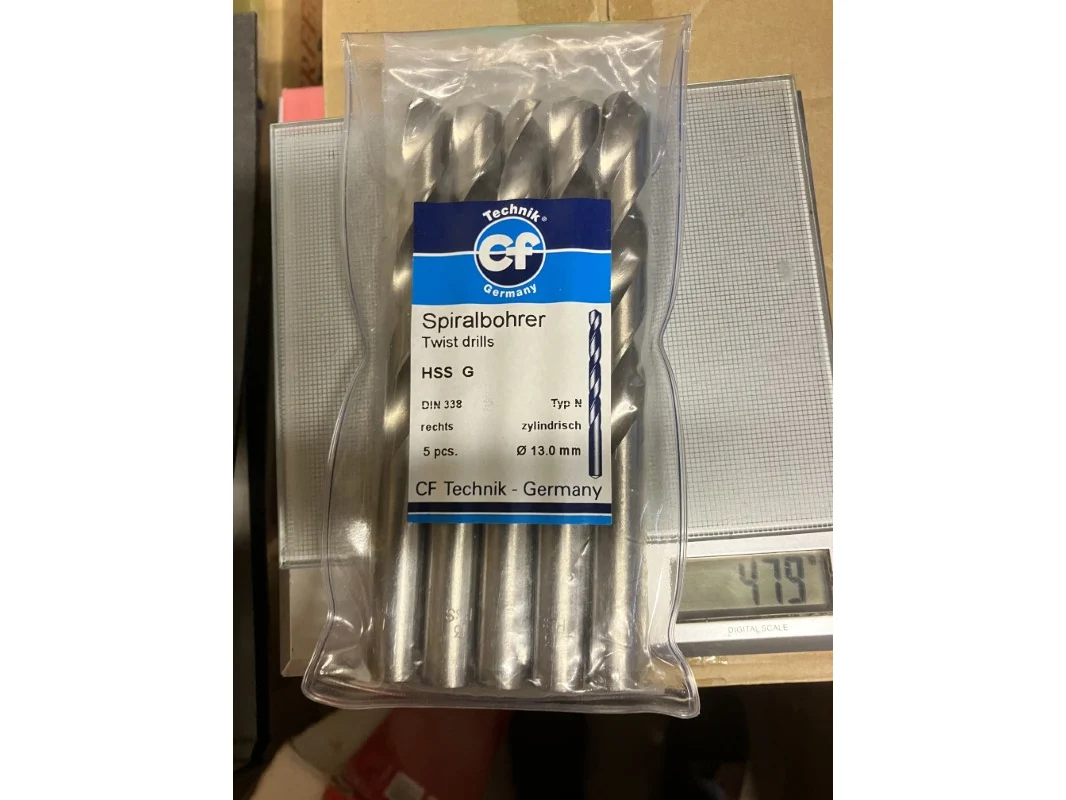 Technik®
cf
Germany
Spiralbohrer
Twist drills
HSS G
DIN 338 Typ N
rechts zylindrisch
5 pcs. Ø 13.0 mm
CF Technik - Germany
479
DIGITAL SCALE